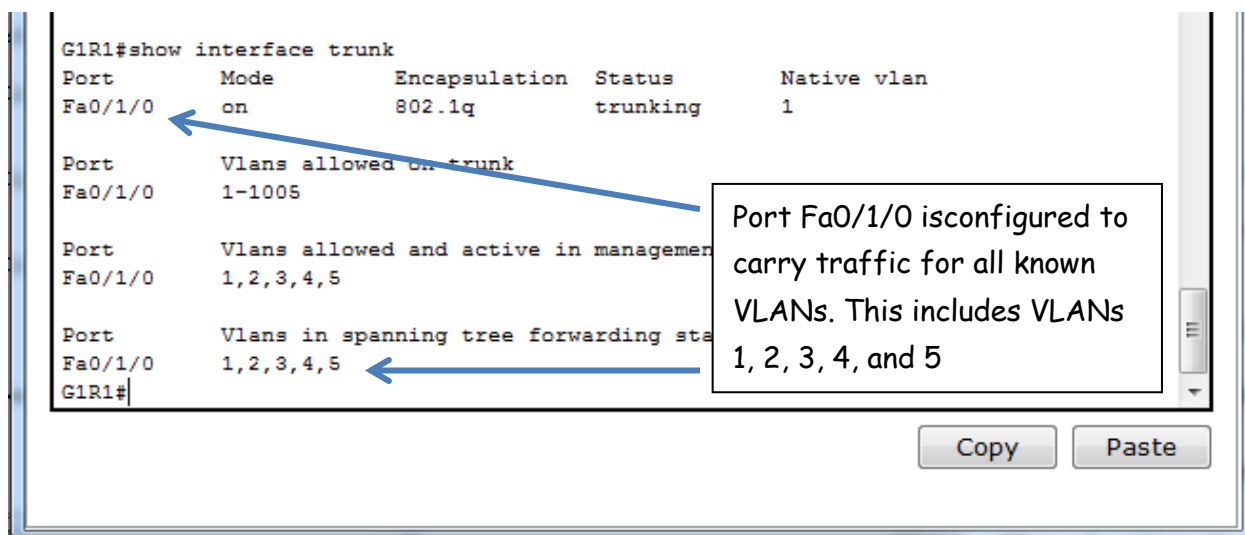 G1R1#show interface trunk
Port Mode Encapsulation Status Native vlan
Fa0/1/0 on 802.1q trunking 1
Port Vlans allowed on trunk
Fa0/1/0 1-1005
Port Vlans allowed and active in managemen
Fa0/1/0 1,2,3,4,5
Port Vlans in spanning tree forwarding sta
Fa0/1/0 1,2,3,4,5
G1R1#
Port Fa0/1/0 isconfigured to
carry traffic for all known
VLANs. This includes VLANs
1, 2, 3, 4, and 5
Copy Paste